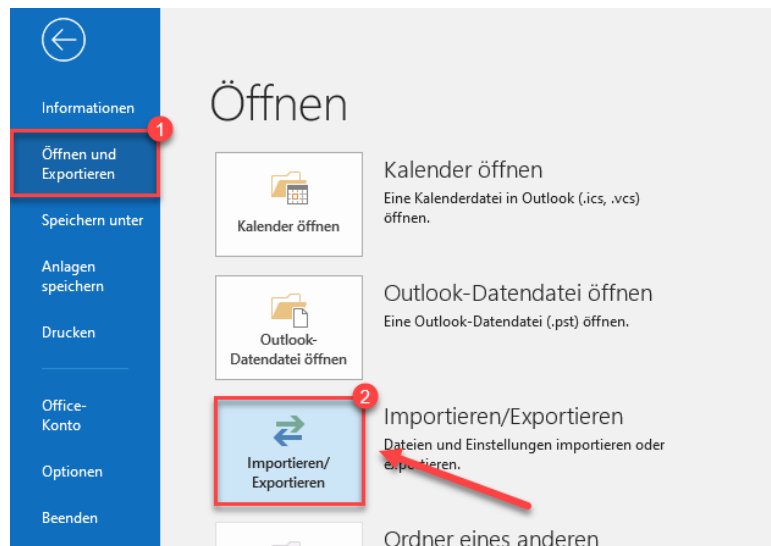 Informationen
1
Öffnen und
Exportieren
Speichern unter
Anlagen
speichern
Drucken
Office-
Konto
Optionen
Beenden
Öffnen
Kalender öffnen
Kalender öffnen
Eine Kalenderdatei in Outlook (.ics, .vcs)
öffnen.
Outlook-
Datendatei öffnen
Outlook-Datendatei öffnen
Eine Outlook-Datendatei (.pst) öffnen.
2
Importieren/
Exportieren
Importieren/Exportieren
Dateien und Einstellungen importieren oder
exportieren.
Ordner eines anderen